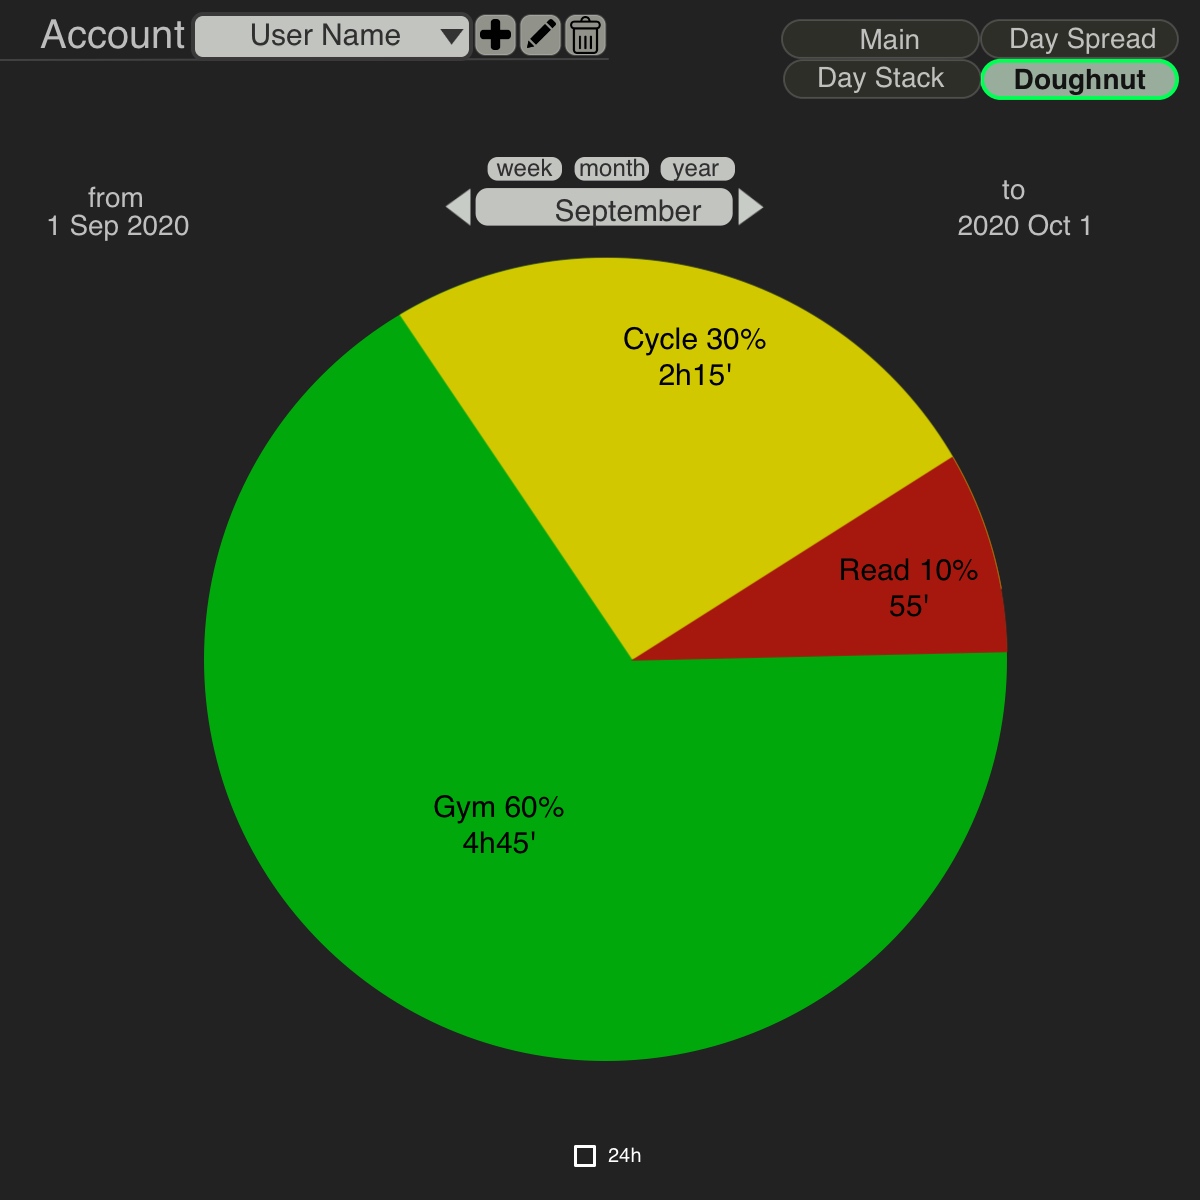 Account
User Name
Main
Day Spread
Day Stack
Doughnut
week
month
year
from
1 Sep 2020
September
to
2020 Oct 1
Cycle 30%
2h15'
Read 10%
55'
Gym 60%
4h45'
24h